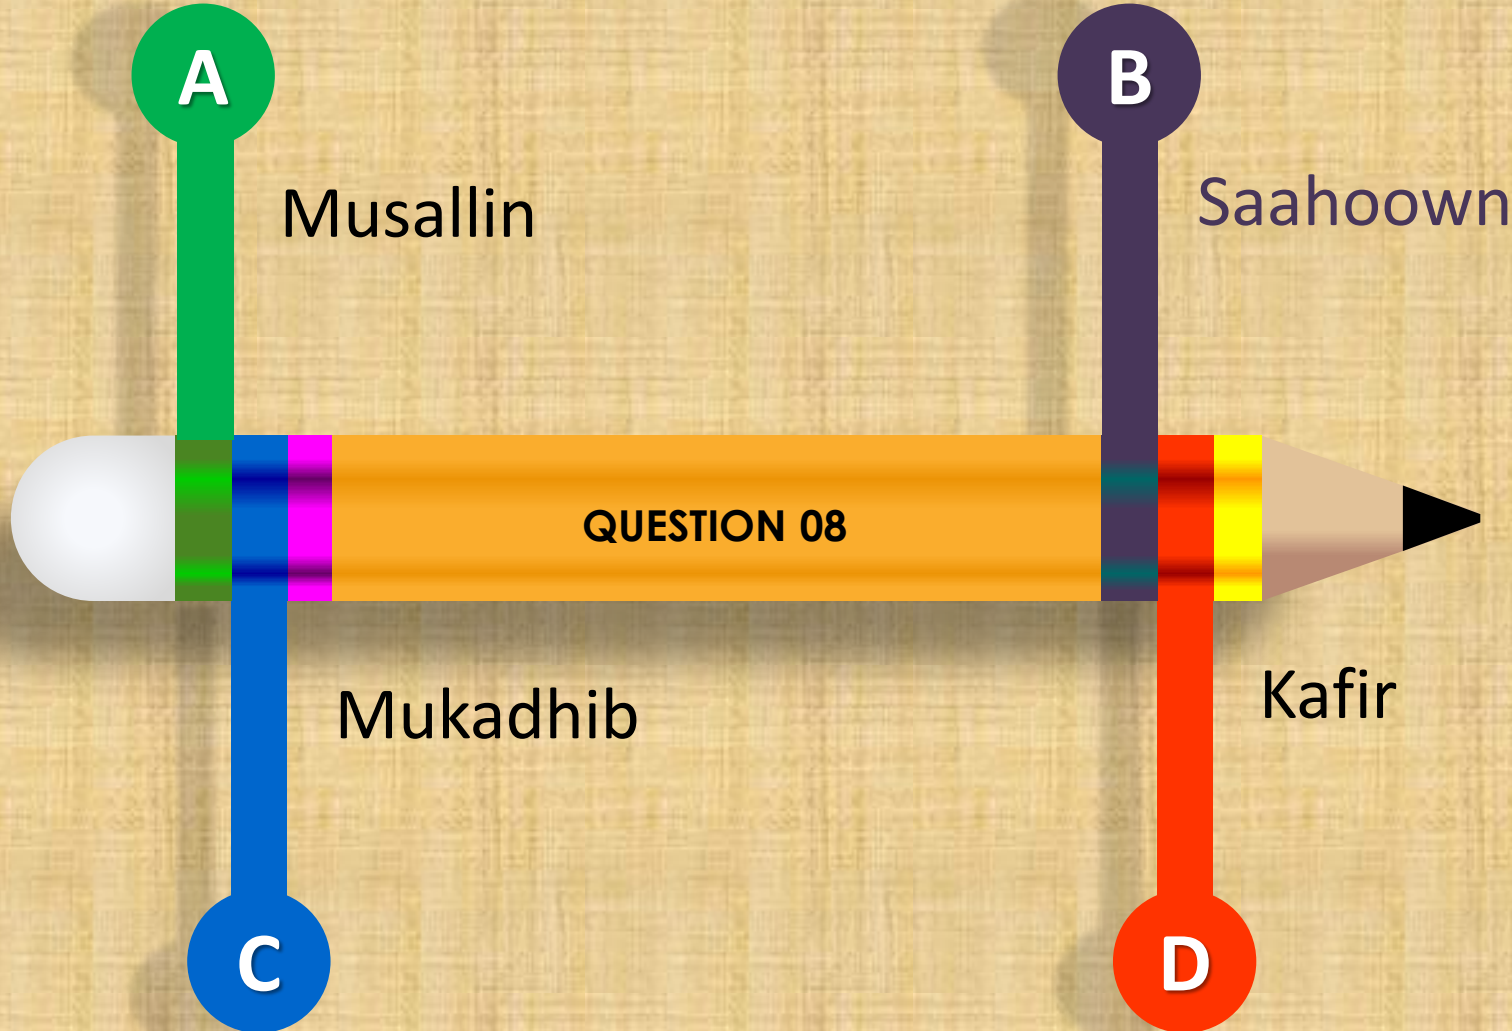 A
B
Musallin
Saahoown
QUESTION 08
Mukadhib
Kafir
C
D